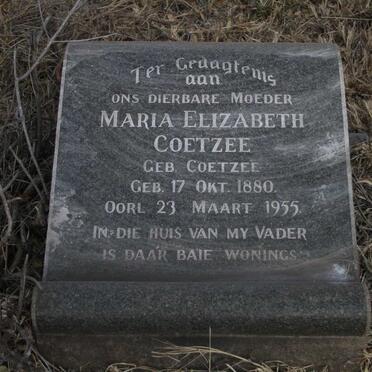 Ter Gedagtenis
aan
ONS DIERBARE MOEDER
MARIA ELIZABETH
COETZEE
GEB. COETZEE
GEB. 17 OKT. 1880.
OORL. 23 MAART 1955.
IN DIE HUIS VAN MY VADER
IS DAAR BAIE WONINGS.